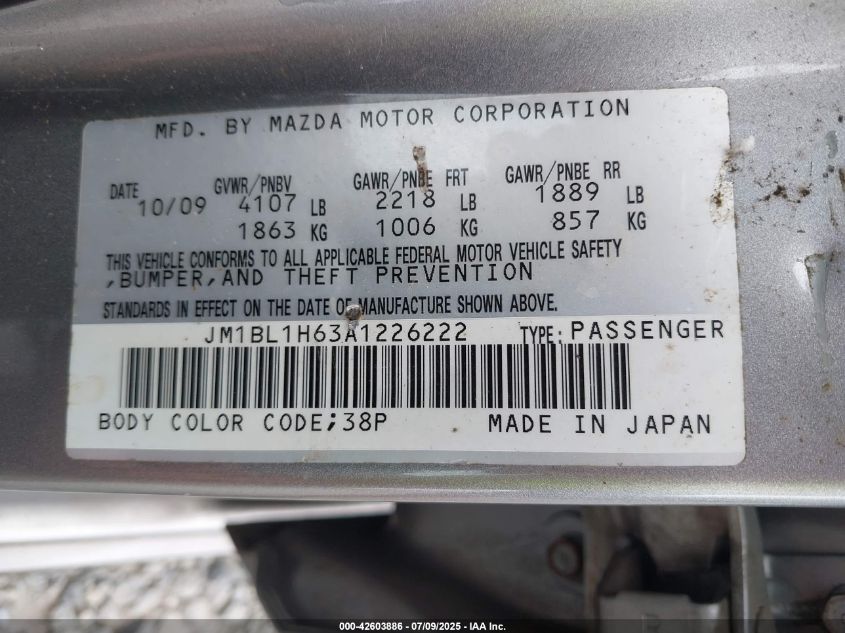 MFD. BY MAZDA MOTOR CORPORATION
DATE GVWR/PNBV GAWR/PNBE FRT GAWR/PNBE RR
10/09 4107 LB 2218 LB 1889 LB
1863 KG 1006 KG 857 KG
THIS VEHICLE CONFORMS TO ALL APPLICABLE FEDERAL MOTOR VEHICLE SAFETY
,BUMPER,AND THEFT PREVENTION
STANDARDS IN EFFECT ON THE DATE OF MANUFACTURE SHOWN ABOVE.
JM1BL1H63A1226222 TYPE: PASSENGER
BODY COLOR CODE;38P MADE IN JAPAN
000-42603886 - 07/09/2025 - IAA Inc.